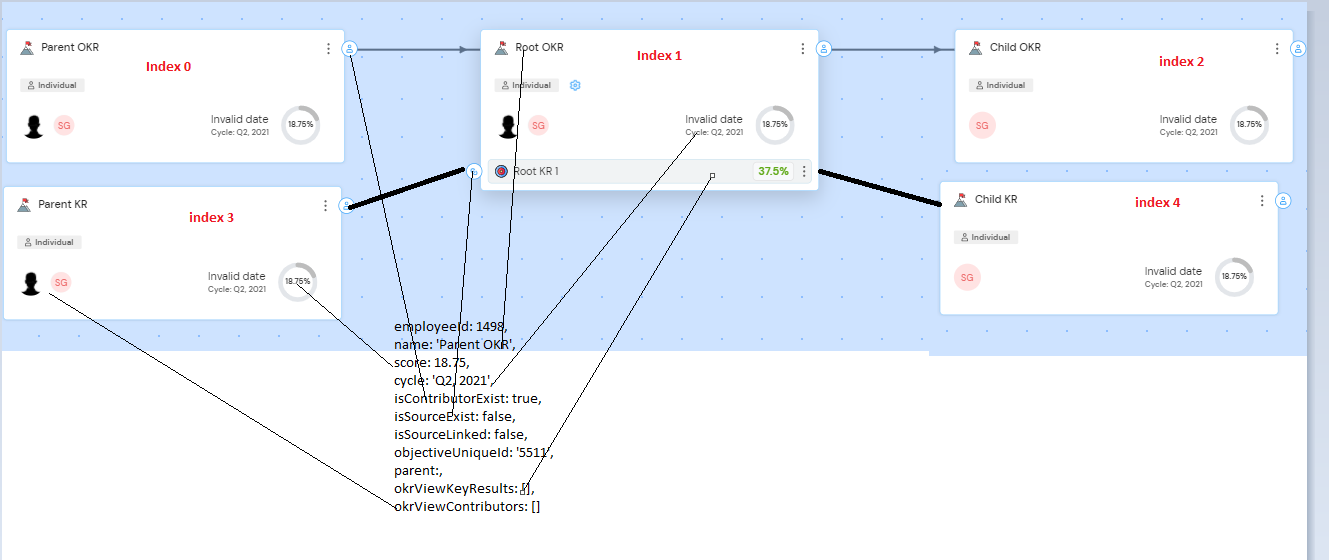 Parent OKR
Index 0
Individual
SG
Invalid date
Cycle: Q2, 2021
18.75%
Root OKR
Index 1
Individual
SG
Invalid date
Cycle: Q2, 2021
18.75%
Root KR 1
37.5%
Child OKR
index 2
Individual
SG
Invalid date
Cycle: Q2, 2021
18.75%
Parent KR
index 3
Individual
SG
Invalid date
Cycle: Q2, 2021
18.75%
Child KR
index 4
Individual
SG
Invalid date
Cycle: Q2, 2021
18.75%
employeeId: 1498,
name: 'Parent OKR',
score: 18.75,
cycle: 'Q2, 2021',
isContributorExist: true,
isSourceExist: false,
isSourceLinked: false,
objectiveUniqueId: '5511',
parent:,
okrViewKeyResults: [],
okrViewContributors: []